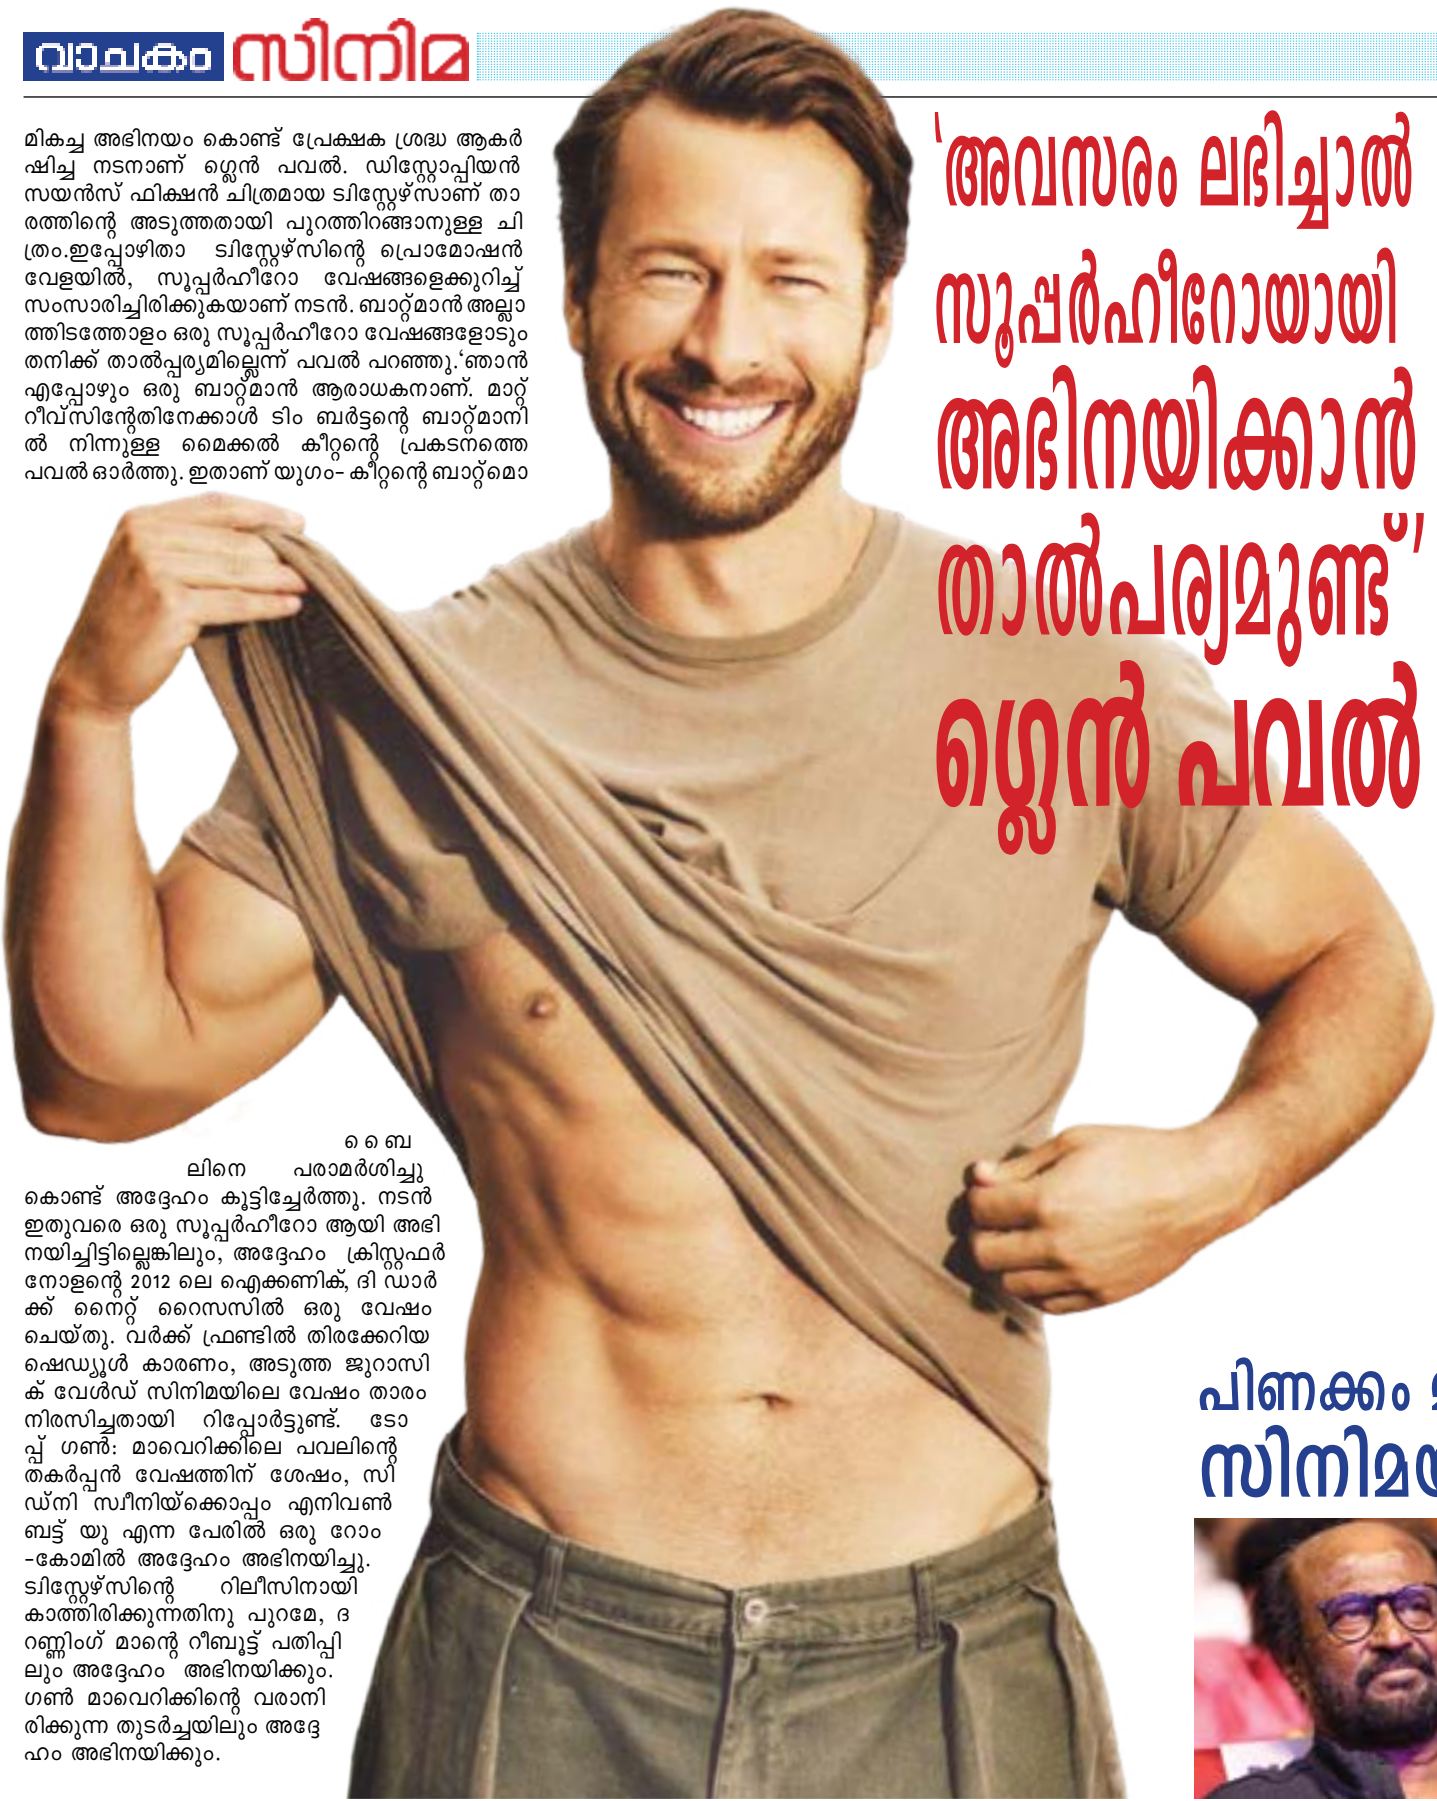 വാചകം സിനിമ
മികച്ച അഭിനയം കൊണ്ട് പ്രേക്ഷക ശ്രദ്ധ ആകർ
ഷിച്ച നടനാണ് ഗ്ലെൻ പവൽ. ഡിസ്റ്റോപ്പിയൻ
സയൻസ് ഫിക്ഷൻ ചിത്രമായ ട്വിസ്റ്റേഴ്സാണ് താ
രത്തിന്റെ അടുത്തതായി പുറത്തിറങ്ങാനുള്ള ചി
ത്രം.ഇപ്പോഴിതാ ട്വിസ്റ്റേഴ്സിന്റെ പ്രൊമോഷൻ
വേളയിൽ, സൂപ്പർഹീറോ വേഷങ്ങളെക്കുറിച്ച്
സംസാരിച്ചിരിക്കുകയാണ് നടൻ. ബാറ്റ്മാൻ അല്ലാ
ത്തിടത്തോളം ഒരു സൂപ്പർഹീറോ വേഷങ്ങളോടും
തനിക്ക് താൽപ്പര്യമില്ലെന്ന് പവൽ പറഞ്ഞു.‘ഞാൻ
എപ്പോഴും ഒരു ബാറ്റ്മാൻ ആരാധകനാണ്. മാറ്റ്
റീവ്സിന്റേതിനേക്കാൾ ടിം ബർട്ടന്റെ ബാറ്റ്മാനി
ൽ നിന്നുള്ള മൈക്കൽ കീറ്റന്റെ പ്രകടനത്തെ
പവൽ ഓർത്തു. ഇതാണ് യുഗം- കീറ്റന്റെ ബാറ്റ്മൊ
ബൈ
ലിനെ പരാമർശിച്ചു
കൊണ്ട് അദ്ദേഹം കൂട്ടിച്ചേർത്തു. നടൻ
ഇതുവരെ ഒരു സൂപ്പർഹീറോ ആയി അഭി
നയിച്ചിട്ടില്ലെങ്കിലും, അദ്ദേഹം ക്രിസ്റ്റഫർ
നോളന്റെ 2012 ലെ ഐക്കണിക്, ദി ഡാർ
ക്ക് നൈറ്റ് റൈസസിൽ ഒരു വേഷം
ചെയ്തു. വർക്ക് ഫ്രണ്ടിൽ തിരക്കേറിയ
ഷെഡ്യൂൾ കാരണം, അടുത്ത ജുറാസി
ക് വേൾഡ് സിനിമയിലെ വേഷം താരം
നിരസിച്ചതായി റിപ്പോർട്ടുണ്ട്. ടോ
പ്പ് ഗൺ: മാവെറിക്കിലെ പവലിന്റെ
തകർപ്പൻ വേഷത്തിന് ശേഷം, സി
ഡ്നി സ്വീനിയ്ക്കൊപ്പം എനിവൺ
ബട്ട് യു എന്ന പേരിൽ ഒരു റോം
-കോമിൽ അദ്ദേഹം അഭിനയിച്ചു.
ട്വിസ്റ്റേഴ്സിന്റെ റിലീസിനായി
കാത്തിരിക്കുന്നതിനു പുറമേ, ദ
റണ്ണിംഗ് മാന്റെ റീബൂട്ട് പതിപ്പി
ലും അദ്ദേഹം അഭിനയിക്കും.
ഗൺ മാവെറിക്കിന്റെ വരാനി
രിക്കുന്ന തുടർച്ചയിലും അദ്ദേ
ഹം അഭിനയിക്കും.
‘അവസരം ലഭിച്ചാൽ
സൂപ്പർഹീറോയായി
അഭിനയിക്കാൻ
താൽപര്യമുണ്ട്’
ഗ്ലെൻ പവൽ
പിണക്കം
സിനിമയ